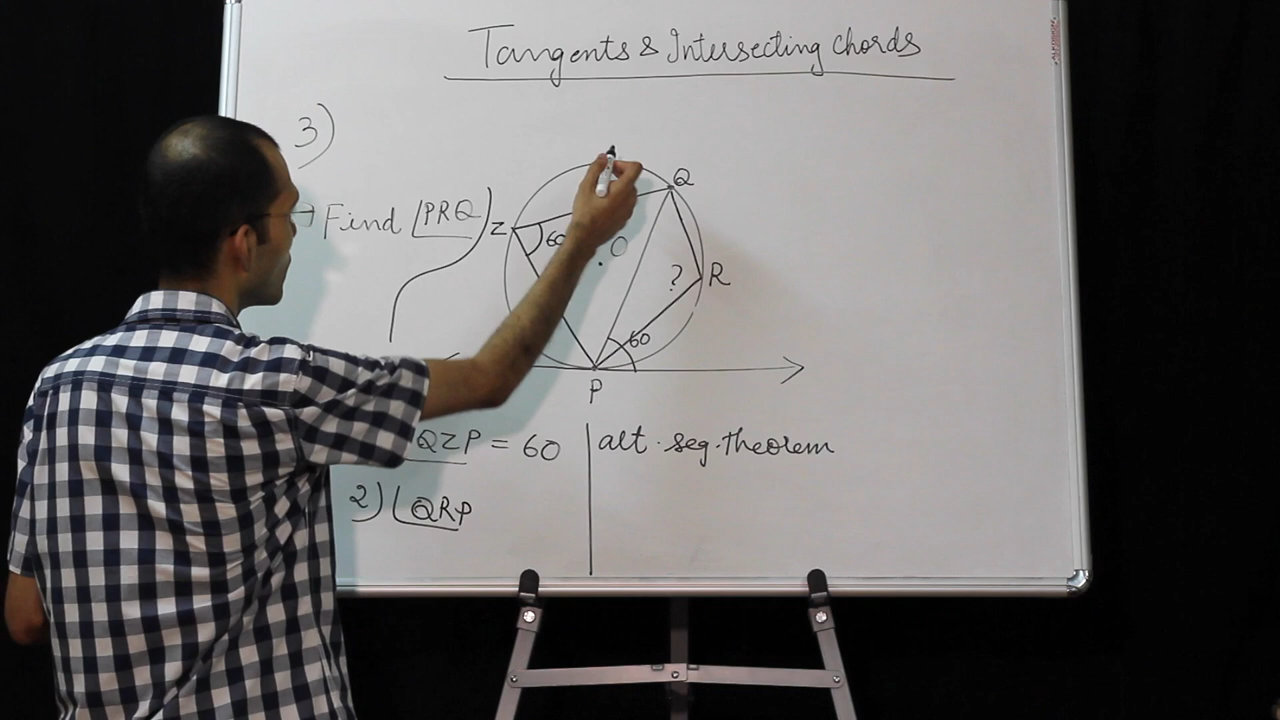 Tangents & Intersecting chords
3)
→ Find ∠PRQ
Z
60
O
Q
?
R
60
P
QZP = 60 | alt. seg. theorem
2) ∠QRP